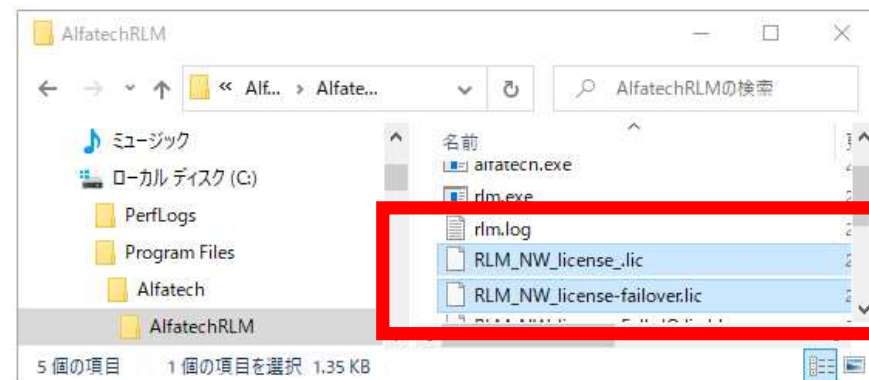 AlfatechRLM
« Alf... › Alfate...
AlfatechRLMの検索
ミュージック
ローカル ディスク (C:)
PerfLogs
Program Files
Alfatech
AlfatechRLM
名前
alfatech.exe
rlm.exe
rlm.log
RLM_NW_license_.lic
RLM_NW_license-failover.lic
5 個の項目
1 個の項目を選択 1.35 KB